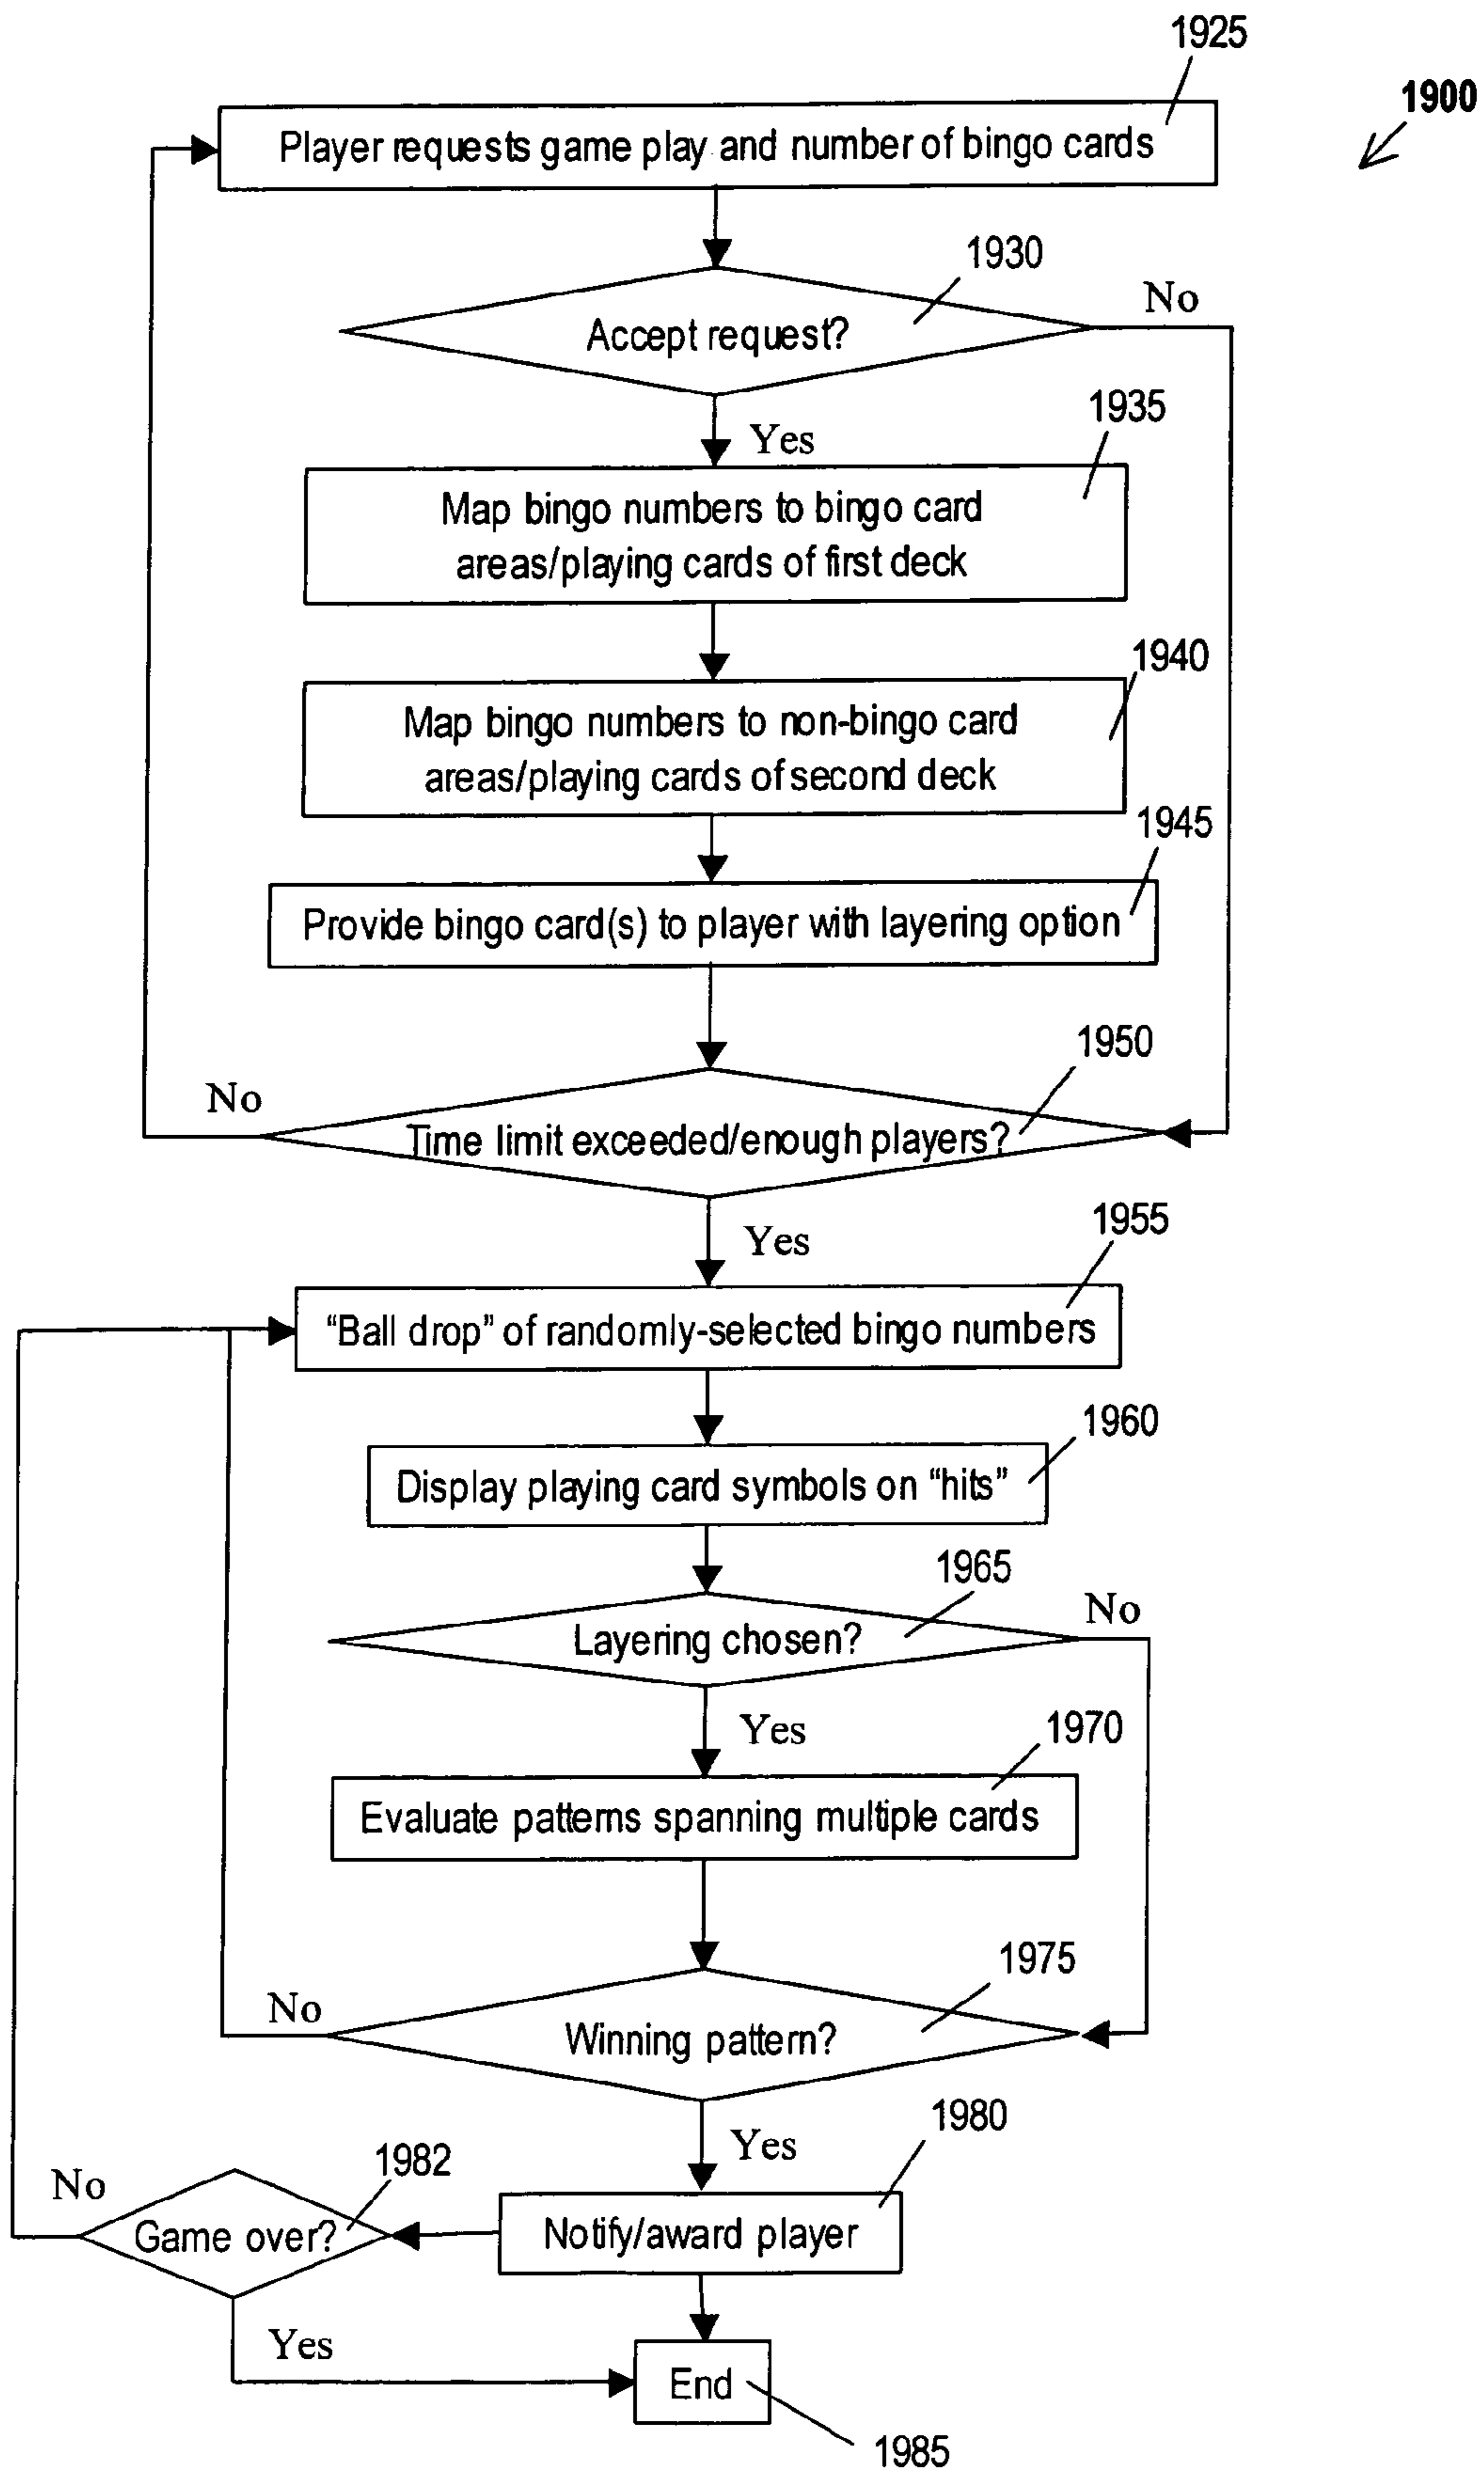 1925
1900
Player requests game play and number of bingo cards
1930
No
Accept request?
1935
Yes
Map bingo numbers to bingo card
areas/playing cards of first deck
1940
Map bingo numbers to non-bingo card
areas/playing cards of second deck
1945
Provide bingo card(s) to player with layering option
1950
No
Time limit exceeded/enough players?
1955
Yes
“Ball drop” of randomly-selected bingo numbers
1960
Display playing card symbols on “hits”
1965
No
Layering chosen?
1970
Yes
Evaluate patterns spanning multiple cards
1975
No
Winning pattern?
1980
Yes
1982
No
Game over?
Notify/award player
Yes
End
1985